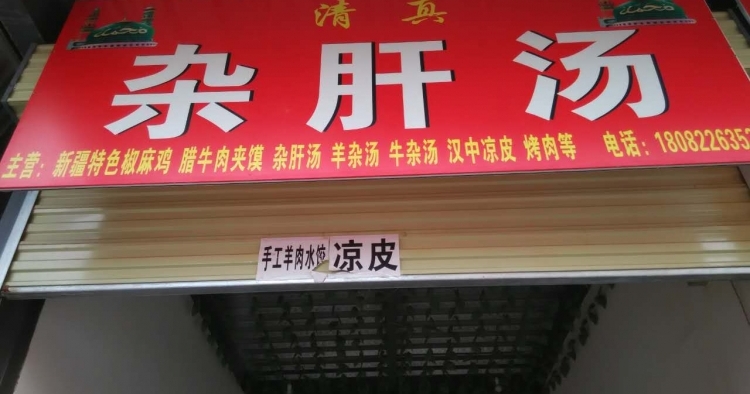 清真
杂肝汤
主营：新疆特色椒麻鸡 腊牛肉夹馍 杂肝汤 羊杂汤 牛杂汤 汉中凉皮 烤肉等 电话：1808226352
手工羊肉水饺 凉皮